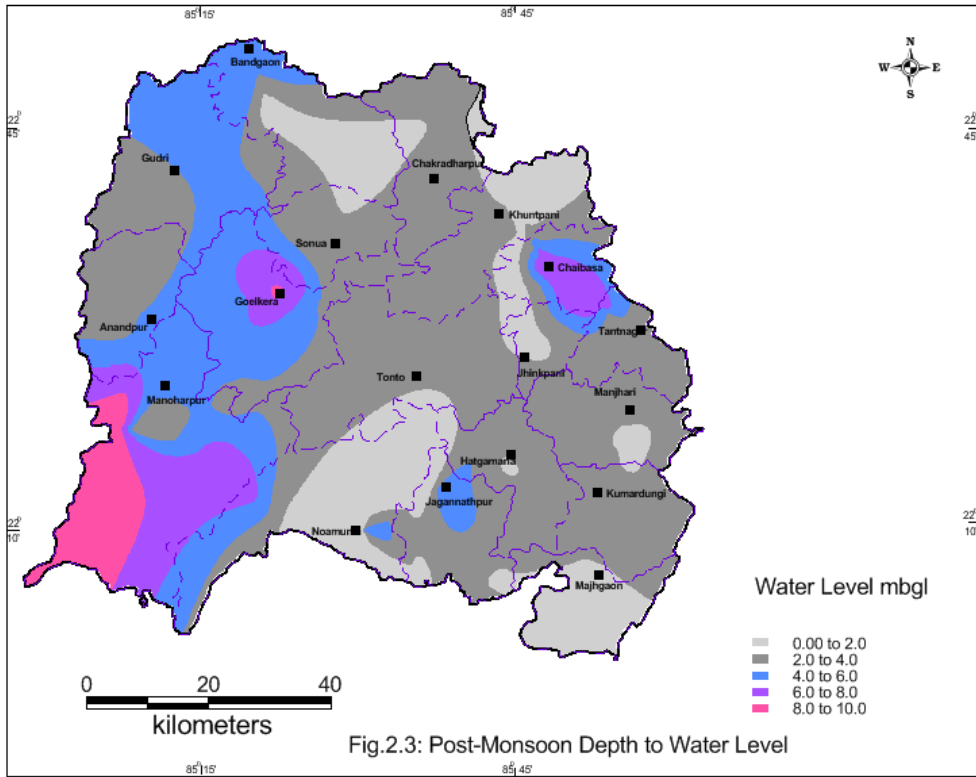 85° 15' 85° 45'
N
W E
S
Bandgaon
22° 45' 22° 45'
Gudri
Chakradharpu
Khuntpani
Sonua
Chaibasa
Goelkera
Anandpur
Tantnag
Jhinkpani
Tonto
Manoharpur
Manjhari
Hatgamaria
Jagannathpur
Kumardungi
22° 10' 22° 10'
Noamun
Majhgaon
Water Level mbgl
0.00 to 2.0
2.0 to 4.0
4.0 to 6.0
6.0 to 8.0
8.0 to 10.0
0 20 40
kilometers
Fig.2.3: Post-Monsoon Depth to Water Level
85° 15' 85° 45'